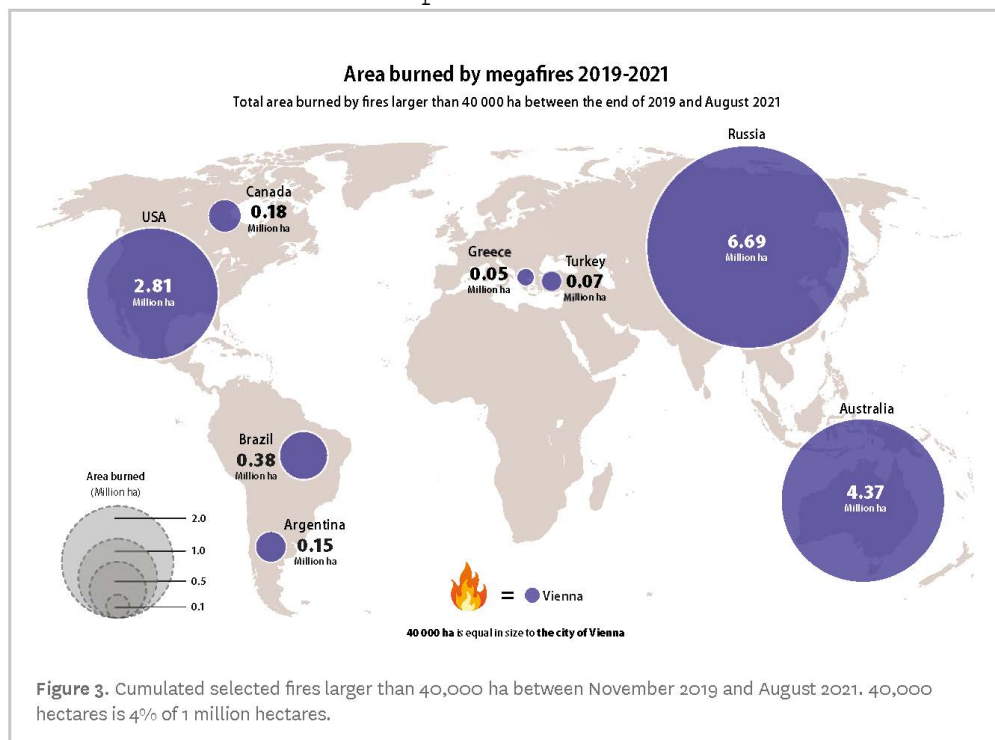 Area burned by megafires 2019-2021
Total area burned by fires larger than 40 000 ha between the end of 2019 and August 2021
Russia
6.69
Million ha
Canada
0.18
Million ha
USA
2.81
Million ha
Greece
0.05
Million ha
Turkey
0.07
Million ha
Australia
4.37
Million ha
Brazil
0.38
Million ha
Argentina
0.15
Million ha
Area burned
(Million ha)
2.0
1.0
0.5
0.1
= Vienna
40 000 ha is equal in size to the city of Vienna
Figure 3. Cumulated selected fires larger than 40,000 ha between November 2019 and August 2021. 40,000
hectares is 4% of 1 million hectares.